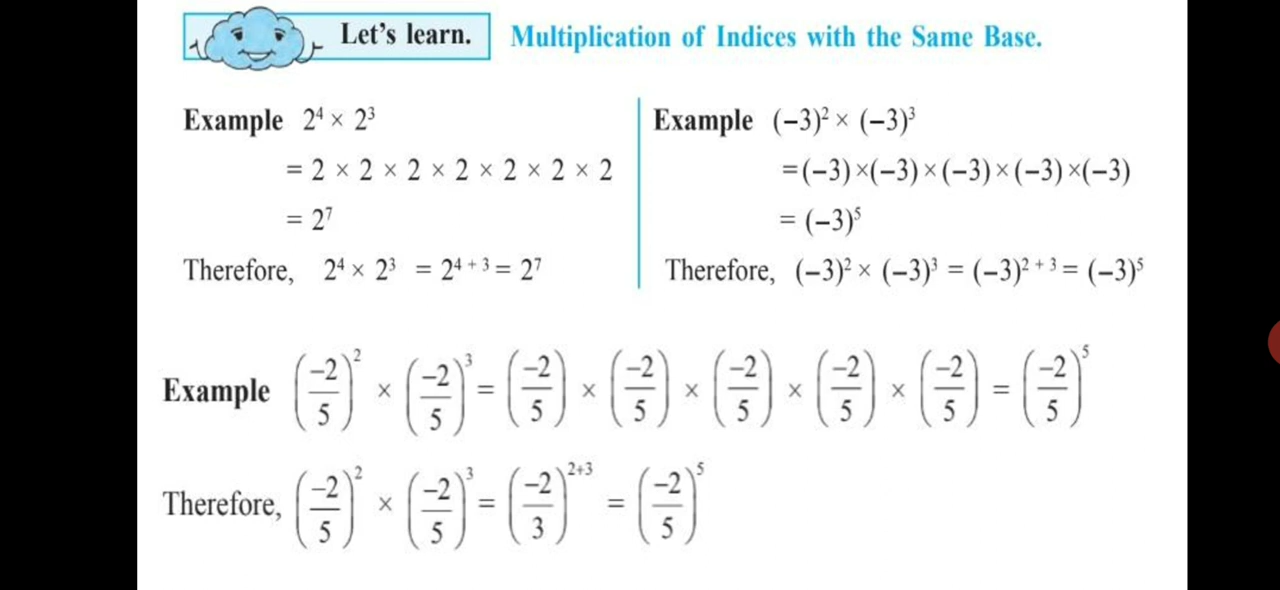 Let's learn. Multiplication of Indices with the Same Base.
Example 2⁴ × 2³
= 2 × 2 × 2 × 2 × 2 × 2 × 2
= 2⁷
Therefore, 2⁴ × 2³ = 2⁴⁺³ = 2⁷
Example (−3)² × (−3)³
=(−3)×(−3)×(−3)×(−3)×(−3)
= (−3)⁵
Therefore, (−3)² × (−3)³ = (−3)²⁺³ = (−3)⁵
Example (−2/5)² × (−2/5)³ = (−2/5) × (−2/5) × (−2/5) × (−2/5) × (−2/5) = (−2/5)⁵
Therefore, (−2/5)² × (−2/5)³ = (−2/3)²⁺³ = (−2/5)⁵